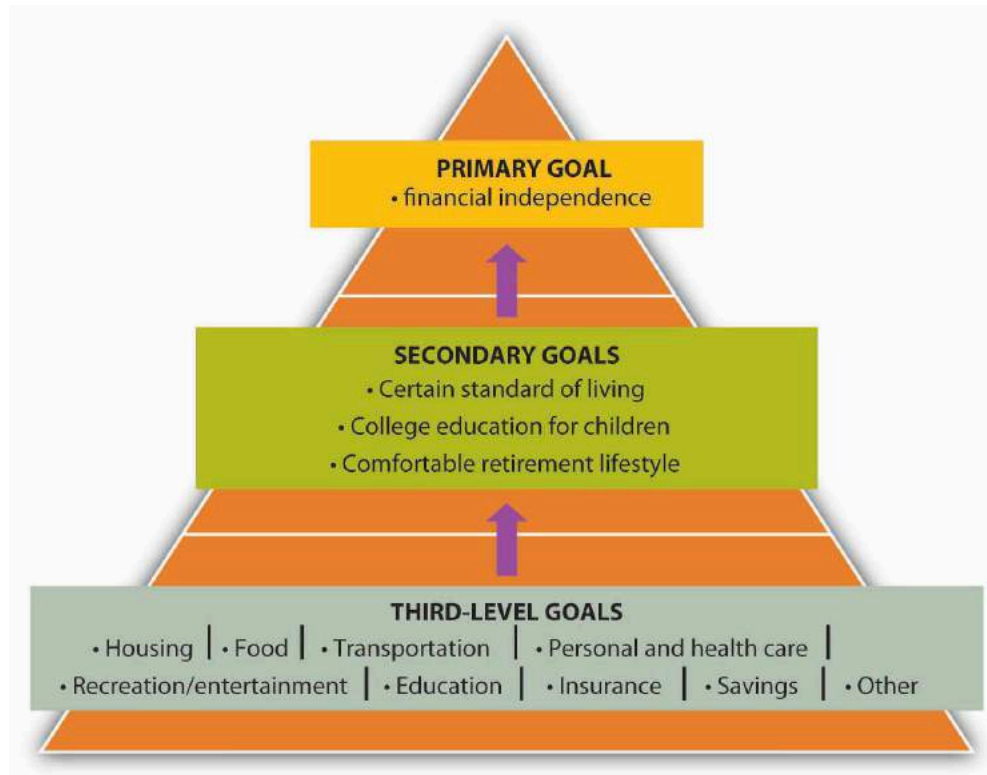 PRIMARY GOAL
• financial independence
SECONDARY GOALS
• Certain standard of living
• College education for children
• Comfortable retirement lifestyle
THIRD-LEVEL GOALS
• Housing | • Food | • Transportation | • Personal and health care |
• Recreation/entertainment | • Education | • Insurance | • Savings | • Other